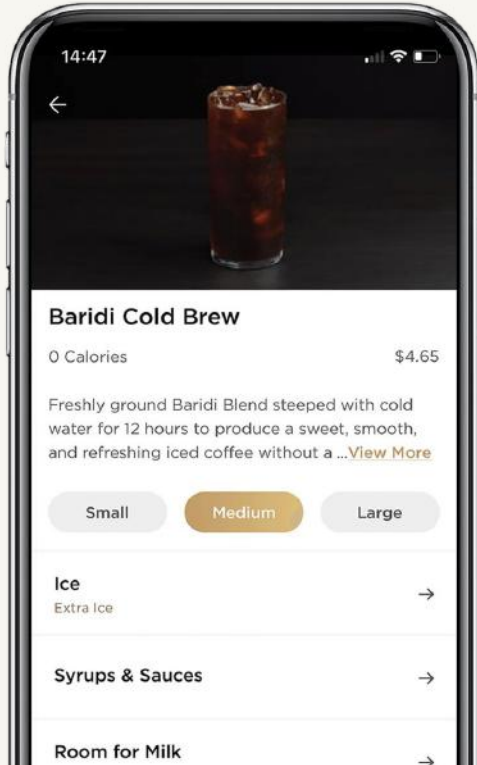 14:47
Baridi Cold Brew
0 Calories $4.65
Freshly ground Baridi Blend steeped with cold
water for 12 hours to produce a sweet, smooth,
and refreshing iced coffee without a ...View More
Small Medium Large
Ice
Extra Ice
Syrups & Sauces
Room for Milk